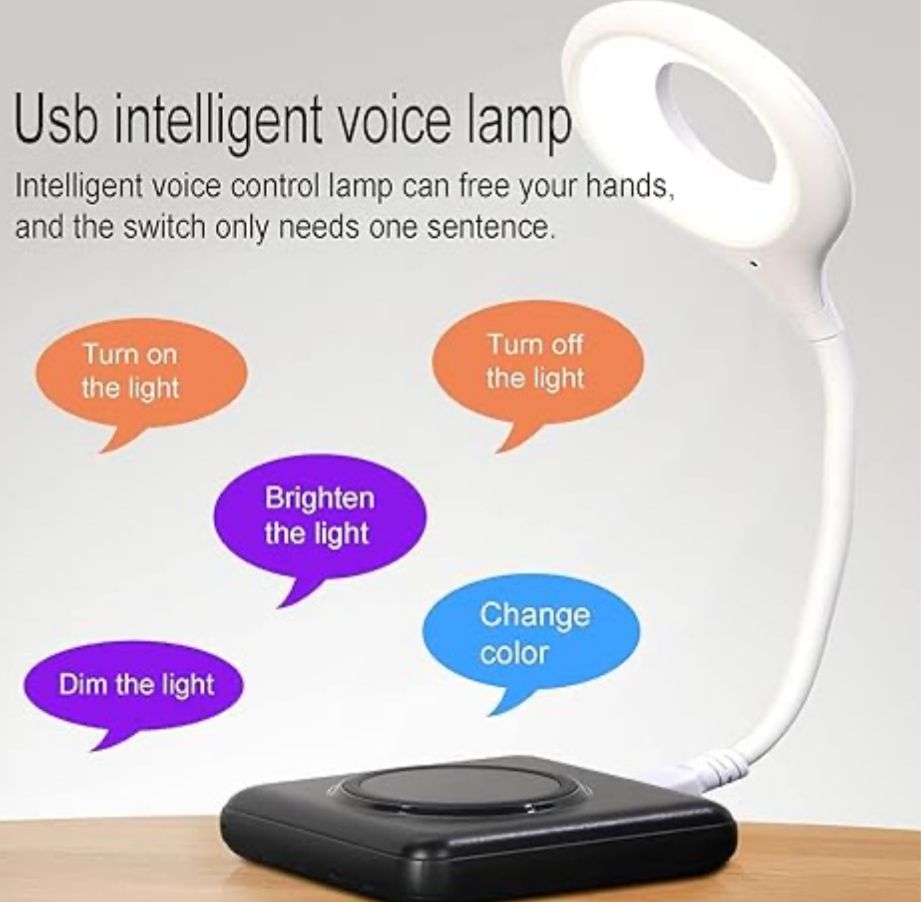 Usb intelligent voice lamp
Intelligent voice control lamp can free your hands,
and the switch only needs one sentence.
Turn on
the light
Turn off
the light
Brighten
the light
Change
color
Dim the light